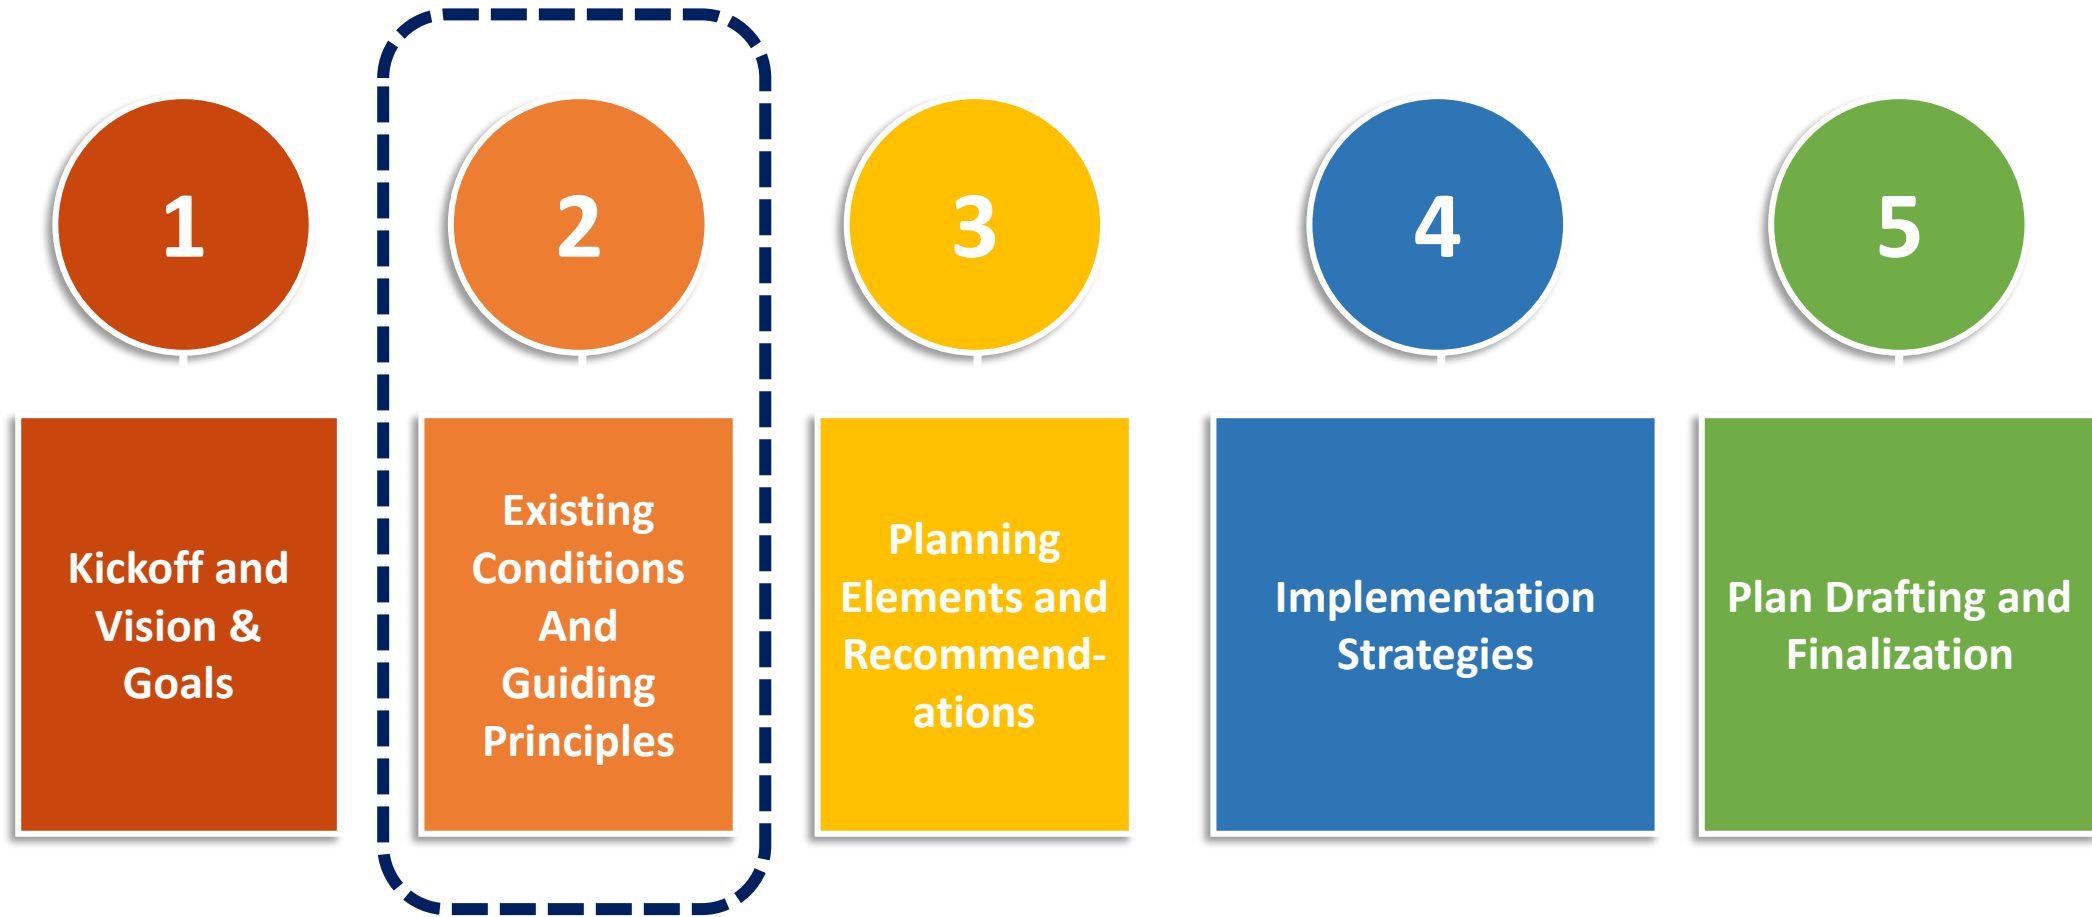 1
2
3
4
5
Kickoff and
Vision &
Goals
Existing
Conditions
And
Guiding
Principles
Planning
Elements and
Recommend-
ations
Implementation
Strategies
Plan Drafting and
Finalization